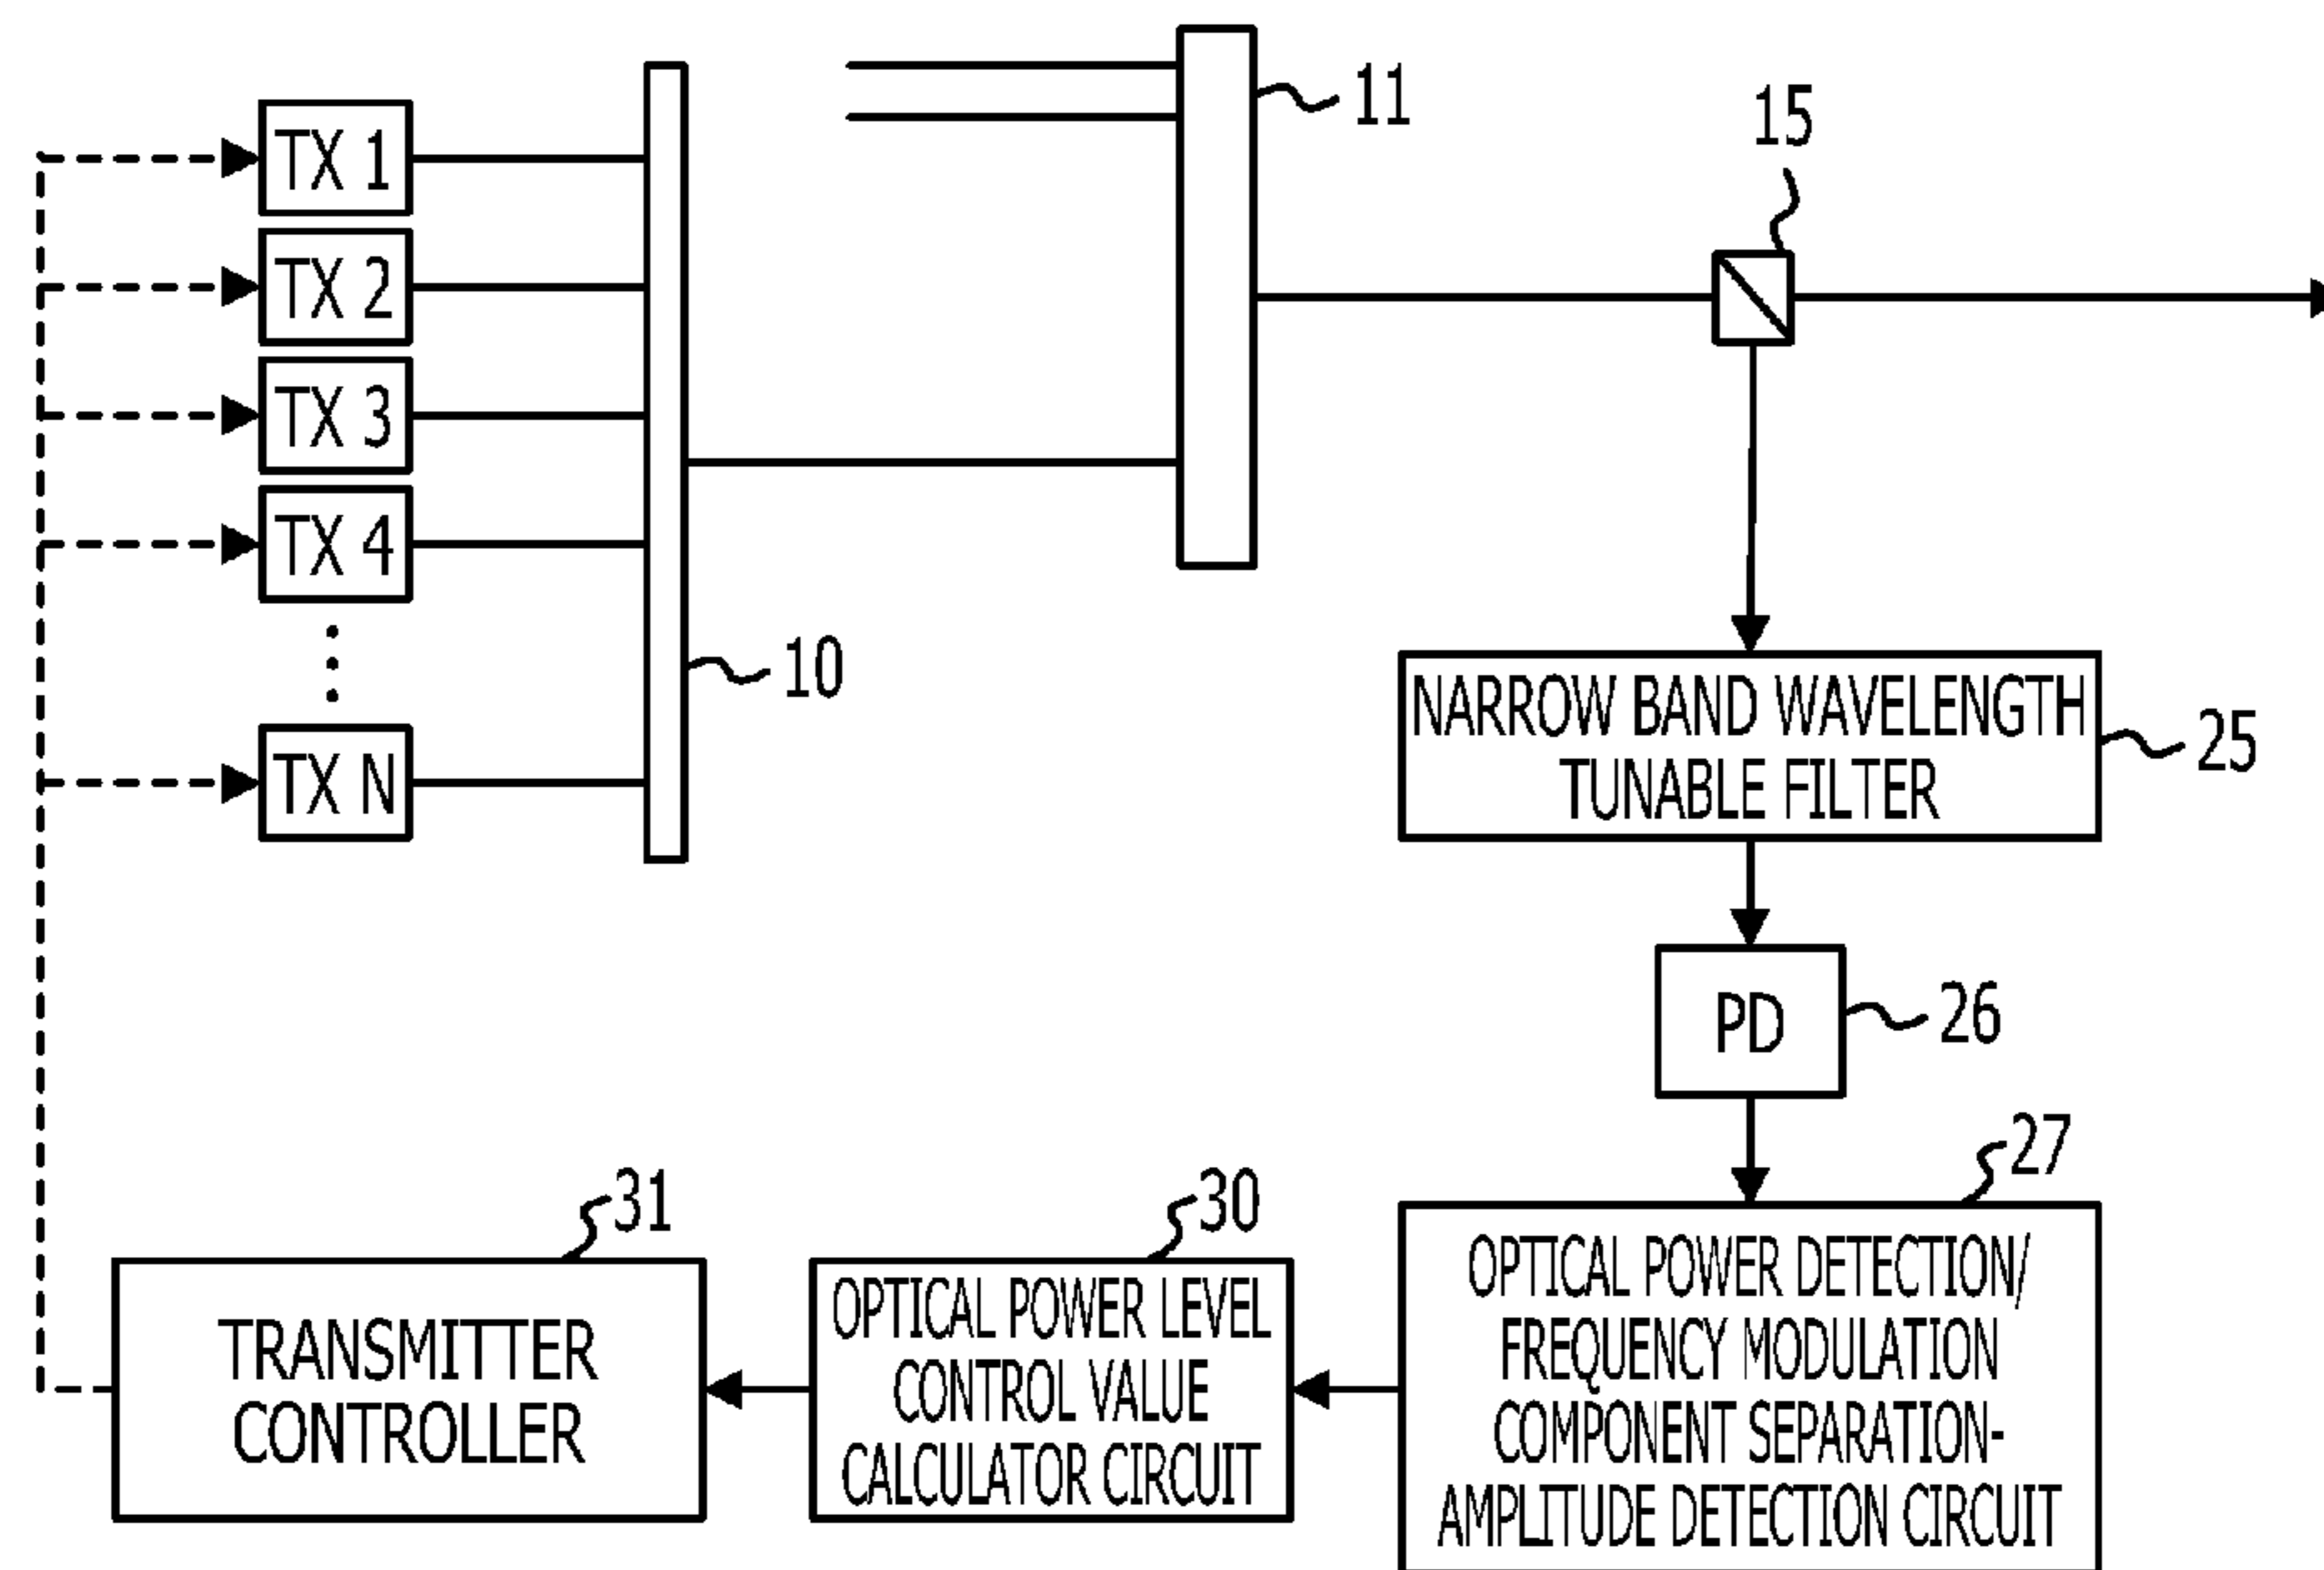 11
15
TX 1
TX 2
TX 3
TX 4
TX N
10
NARROW BAND WAVELENGTH
TUNABLE FILTER
25
PD
26
27
31
30
TRANSMITTER
CONTROLLER
OPTICAL POWER LEVEL
CONTROL VALUE
CALCULATOR CIRCUIT
OPTICAL POWER DETECTION/
FREQUENCY MODULATION
COMPONENT SEPARATION-
AMPLITUDE DETECTION CIRCUIT